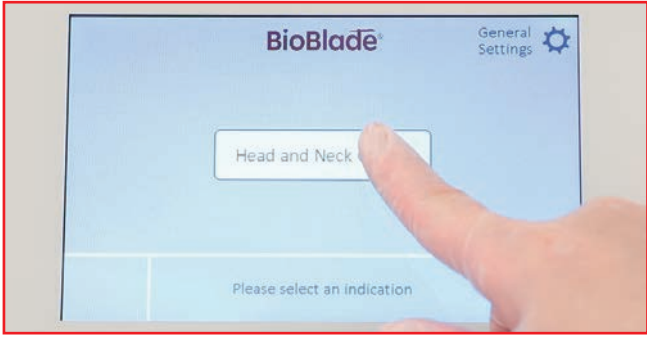 BioBlade®
General
Settings
Head and Neck
Please select an indication